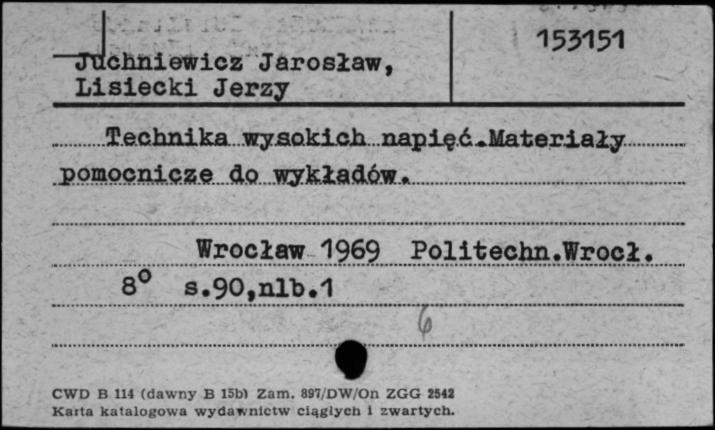 153151
Juchniewicz Jarosław,
Lisiecki Jerzy
Technika wysokich napięć.Materiały
pomocnicze do wykładów.
Wrocław 1969 Politechn.Wrocł.
8° s.90,nlb.1
6
CWD B 114 (dawny B 15b) Zam. 897/DW/On ZGG 2542
Karta katalogowa wydawnictw ciągłych i zwartych.